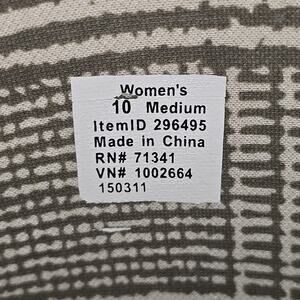 Women's
10 Medium
ItemID 296495
Made in China
RN# 71341
VN# 1002664
150311